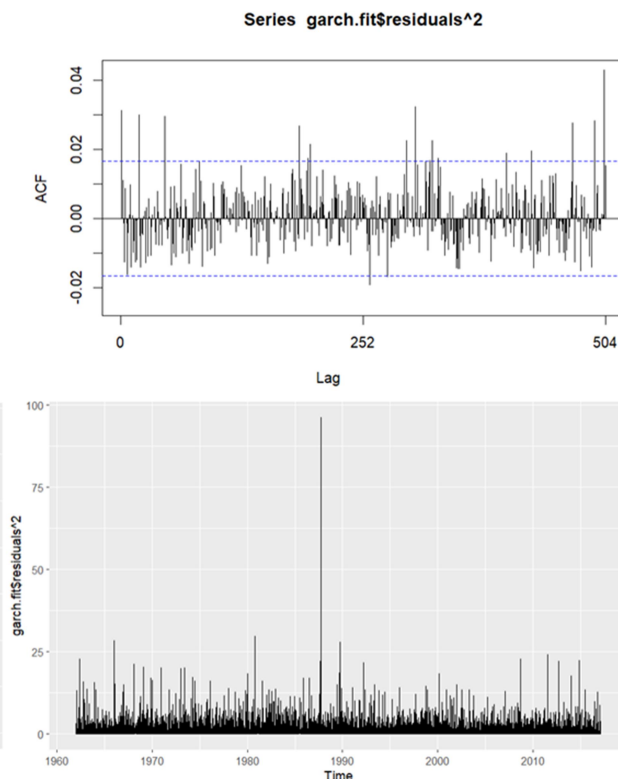 Series garch.fit$residuals^2
0.04
0.02
0.00
-0.02
ACF
0 252 504
Lag
100
75
50
25
0
garch.fit$residuals^2
1960 1970 1980 1990 2000 2010
Time